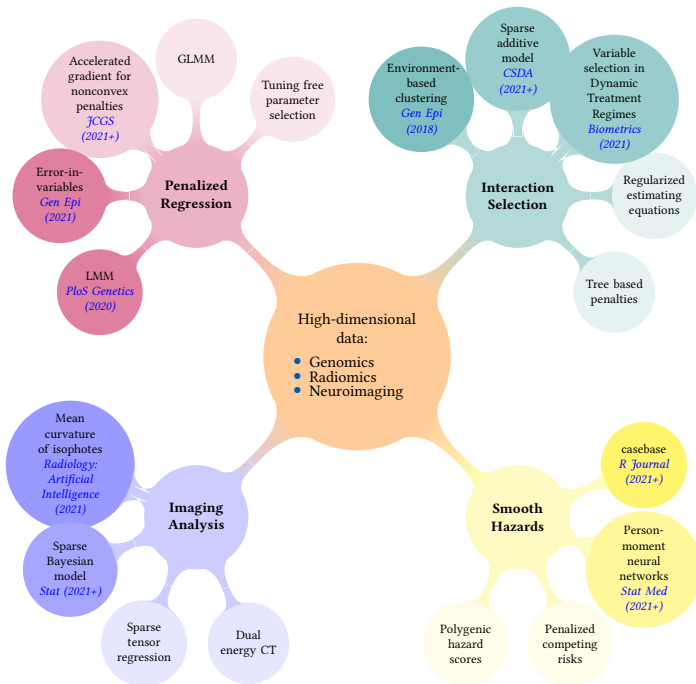 Accelerated
gradient for
nonconvex
penalties
JCGS
(2021+)
GLMM
Tuning free
parameter
selection
Error-in-
variables
Gen Epi
(2021)
Penalized
Regression
LMM
PloS Genetics
(2020)
Environment-
based
clustering
Gen Epi
(2018)
Sparse
additive
model
CSDA
(2021+)
Variable
selection in
Dynamic
Treatment
Regimes
Biometrics
(2021)
Interaction
Selection
Regularized
estimating
equations
Tree based
penalties
High-dimensional
data:
• Genomics
• Radiomics
• Neuroimaging
Mean
curvature
of isophotes
Radiology:
Artificial
Intelligence
(2021)
Imaging
Analysis
Sparse
Bayesian
model
Stat (2021+)
Sparse
tensor
regression
Dual
energy CT
casebase
R Journal
(2021+)
Smooth
Hazards
Person-
moment
neural
networks
Stat Med
(2021+)
Polygenic
hazard
scores
Penalized
competing
risks